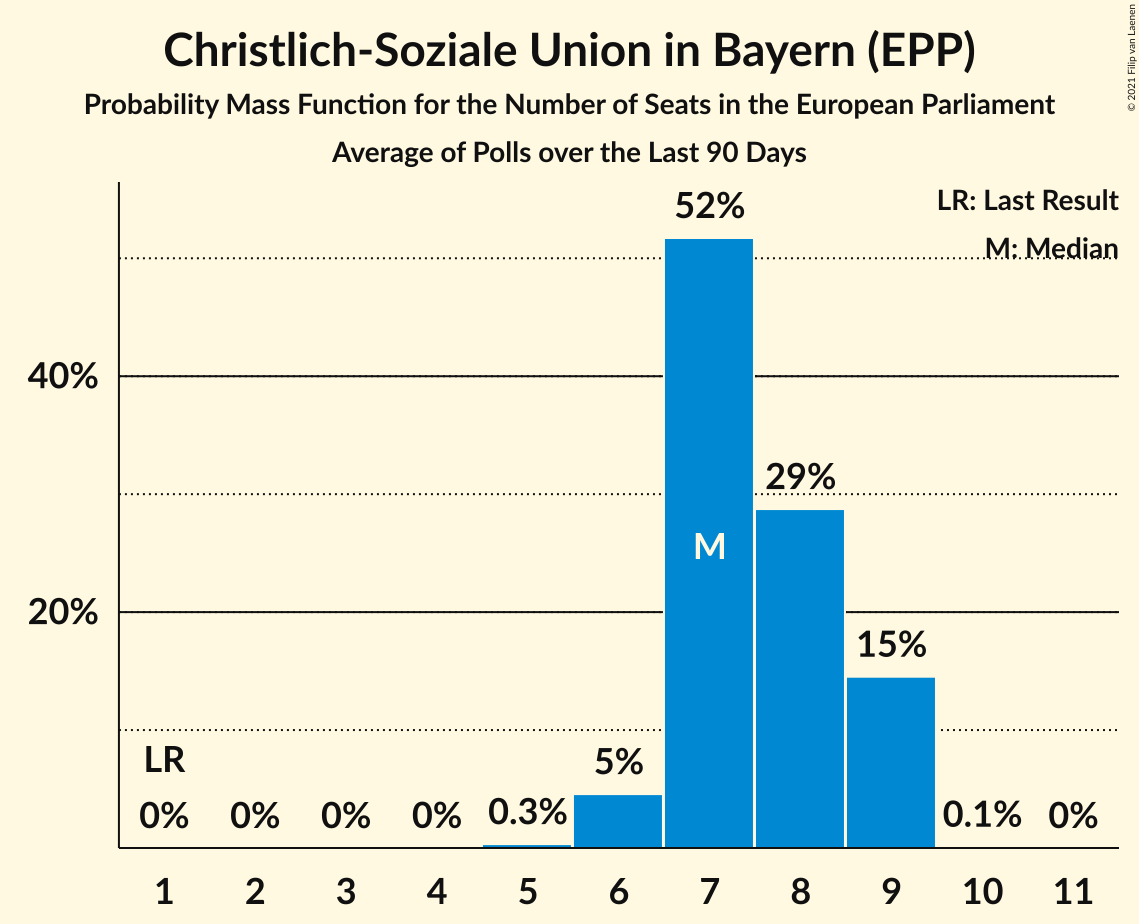 Christlich-Soziale Union in Bayern (EPP)
Probability Mass Function for the Number of Seats in the European Parliament
Average of Polls over the Last 90 Days
© 2021 Filip van Laenen
LR: Last Result
M: Median
52%
40%
29%
M
20%
15%
LR
5%
0% 0% 0% 0% 0.3% 0.1% 0%
1 2 3 4 5 6 7 8 9 10 11